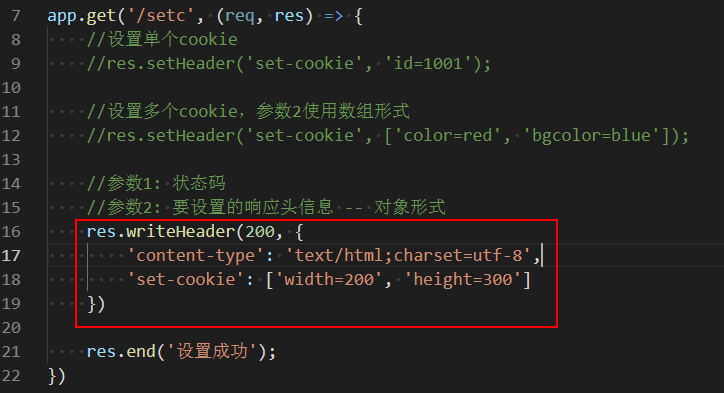 7 app.get('/setc', (req, res) => {
8 ····//设置单个cookie
9 ····//res.setHeader('set-cookie', 'id=1001');
10
11 ····//设置多个cookie，参数2使用数组形式
12 ····//res.setHeader('set-cookie', ['color=red', 'bgcolor=blue']);
13
14 ····//参数1: 状态码
15 ····//参数2: 要设置的响应头信息 -- 对象形式
16 ····res.writeHeader(200, {
17 ········'content-type': 'text/html;charset=utf-8',
18 ········'set-cookie': ['width=200', 'height=300']
19 ····})
20
21 ····res.end('设置成功');
22 })